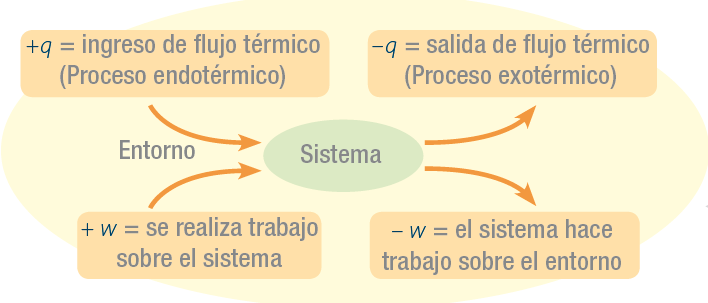 +q = ingreso de flujo térmico
(Proceso endotérmico)
−q = salida de flujo térmico
(Proceso exotérmico)
Entorno
Sistema
+ w = se realiza trabajo
sobre el sistema
− w = el sistema hace
trabajo sobre el entorno